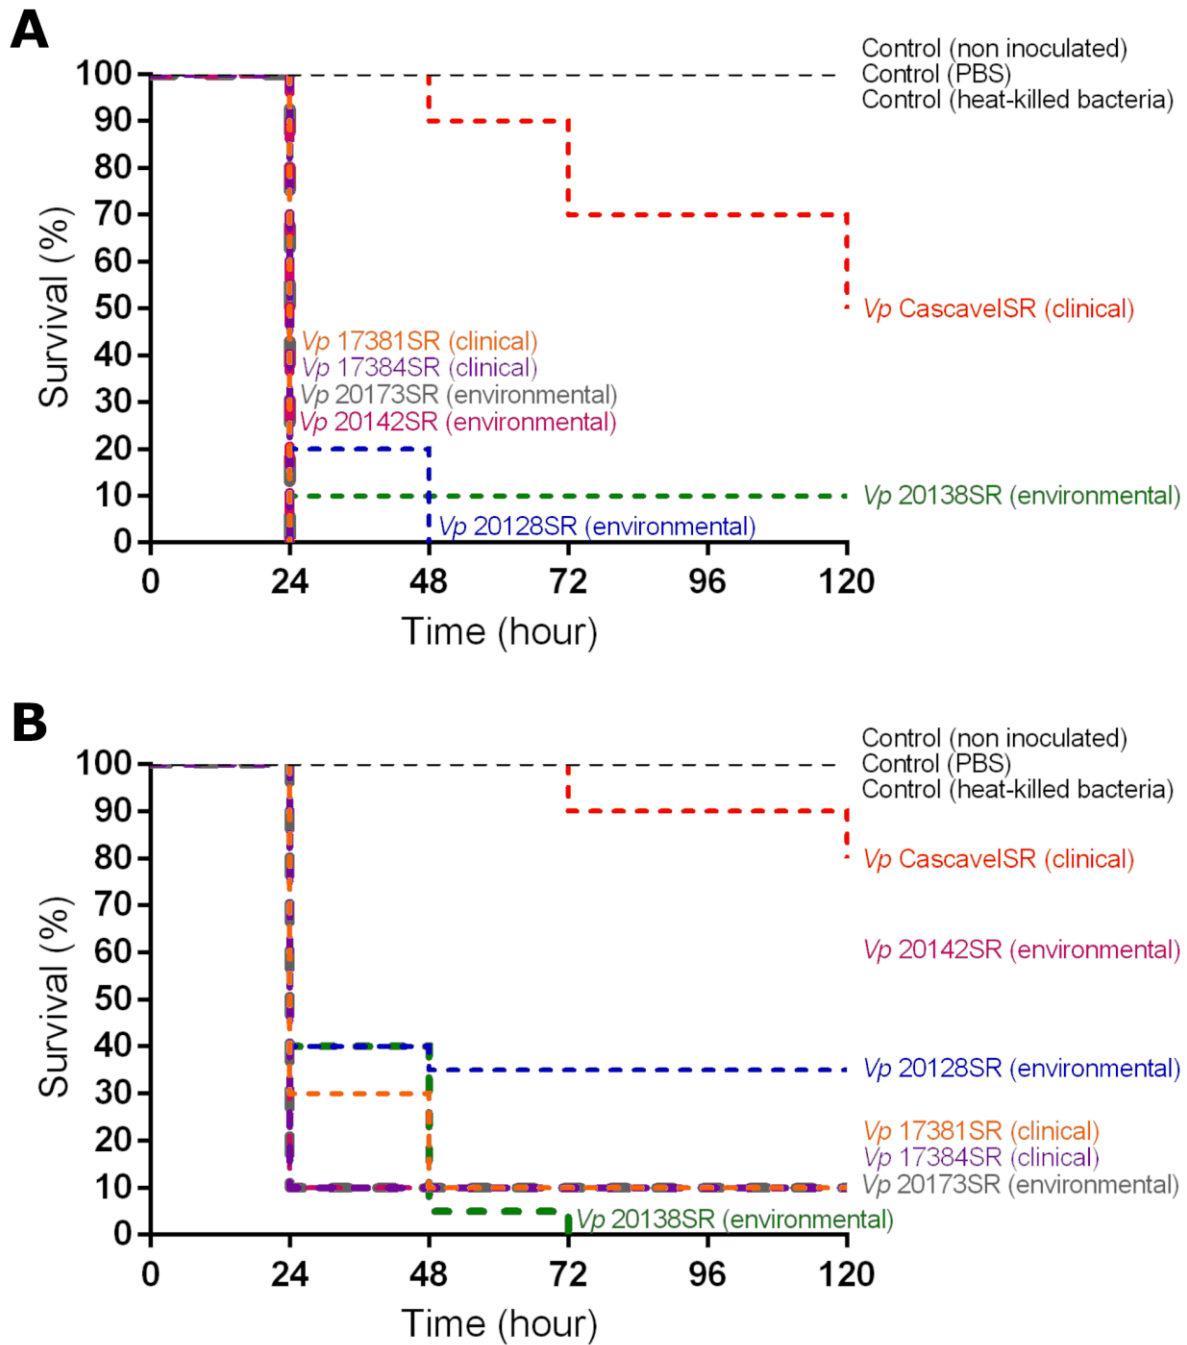 A
Control (non inoculated)
Control (PBS)
Control (heat-killed bacteria)
100
90
80
70
60
50
40
30
20
10
0
Survival (%)
Vp CascavelSR (clinical)
Vp 17381SR (clinical)
Vp 17384SR (clinical)
Vp 20173SR (environmental)
Vp 20142SR (environmental)
Vp 20138SR (environmental)
Vp 20128SR (environmental)
0 24 48 72 96 120
Time (hour)
B
Control (non inoculated)
Control (PBS)
Control (heat-killed bacteria)
100
90
80
70
60
50
40
30
20
10
0
Survival (%)
Vp CascavelSR (clinical)
Vp 20142SR (environmental)
Vp 20128SR (environmental)
Vp 17381SR (clinical)
Vp 17384SR (clinical)
Vp 20173SR (environmental)
Vp 20138SR (environmental)
0 24 48 72 96 120
Time (hour)